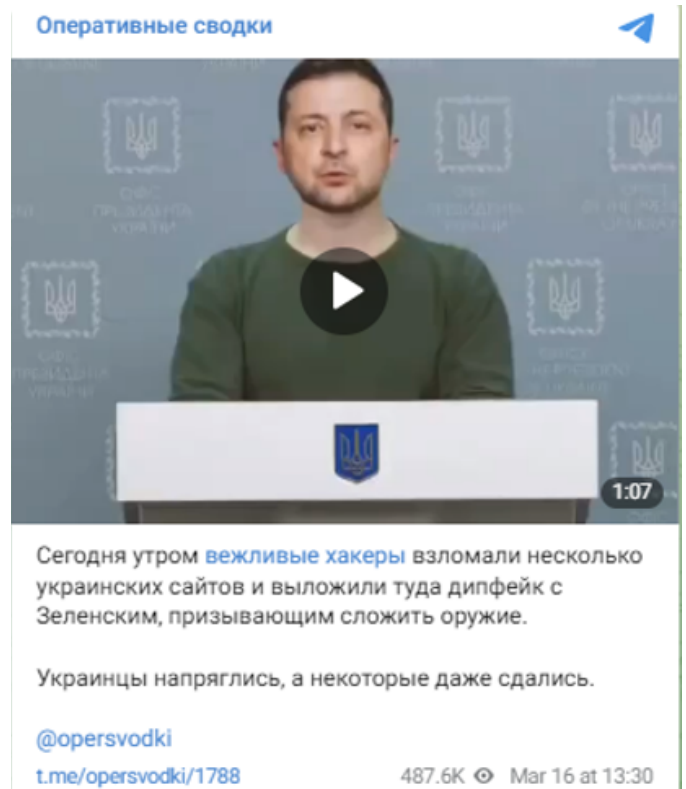 Оперативные сводки
1:07
Сегодня утром вежливые хакеры взломали несколько
украинских сайтов и выложили туда дипфейк с
Зеленским, призывающим сложить оружие.
Украинцы напряглись, а некоторые даже сдались.
@opersvodki
t.me/opersvodki/1788
487.6K Mar 16 at 13:30